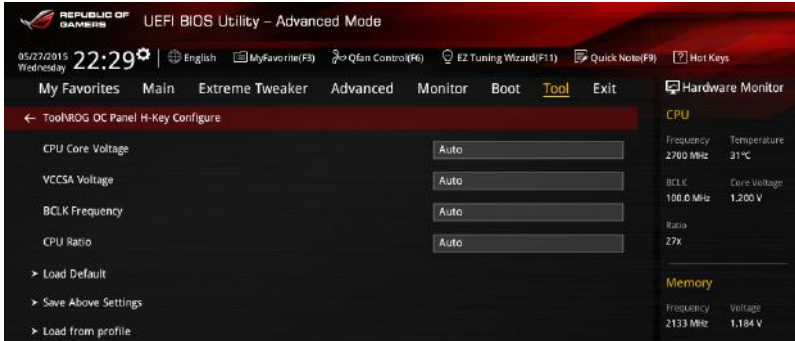 REPUBLIC OF
GAMERS
UEFI BIOS Utility – Advanced Mode
05/27/2015
Wednesday
22:29
English
MyFavorite(F3)
Qfan Control(F6)
EZ Tuning Wizard(F11)
Quick Note(F9)
? Hot Keys
My Favorites Main Extreme Tweaker Advanced Monitor Boot Tool Exit
Hardware Monitor
← Tool\ROG OC Panel H-Key Configure
CPU Core Voltage Auto
VCCSA Voltage Auto
BCLK Frequency Auto
CPU Ratio Auto
> Load Default
> Save Above Settings
> Load from profile
CPU
Frequency Temperature
2700 MHz 31°C
BCLK Core Voltage
100.0 MHz 1.200 V
Ratio
27x
Memory
Frequency Voltage
2133 MHz 1.184 V